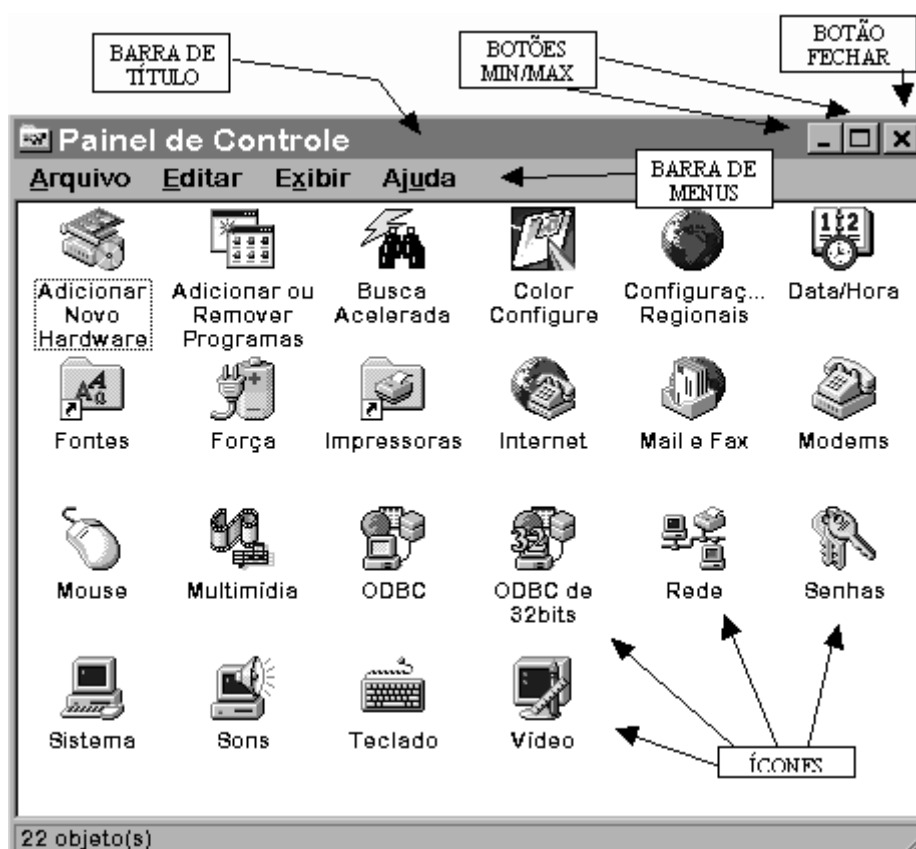 BARRA DE
TÍTULO
BOTÕES
MIN/MAX
BOTÃO
FECHAR
Painel de Controle
Arquivo Editar Exibir Ajuda
BARRA DE
MENUS
Adicionar
Novo
Hardware
Adicionar ou
Remover
Programas
Busca
Acelerada
Color
Configure
Configuraç...
Regionais
Data/Hora
Fontes
Força
Impressoras
Internet
Mail e Fax
Modems
Mouse
Multimídia
ODBC
ODBC de
32bits
Rede
Senhas
Sistema
Sons
Teclado
Vídeo
ÍCONES
22 objeto(s)